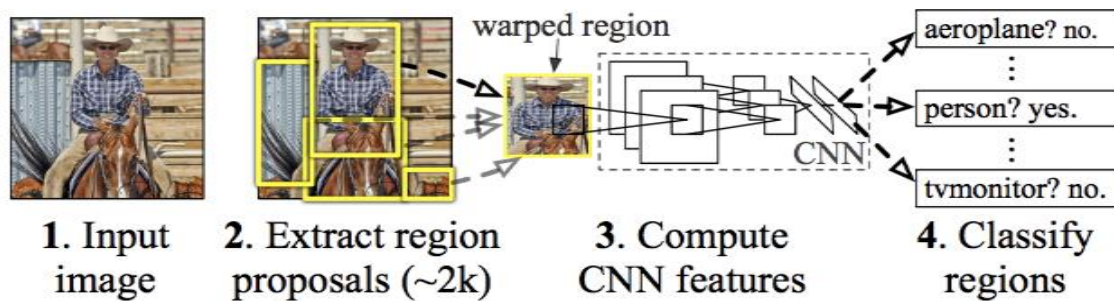 warped region
aeroplane? no.
⋮
person? yes.
⋮
CNN
tvmonitor? no.
1. Input image
2. Extract region proposals (~2k)
3. Compute CNN features
4. Classify regions